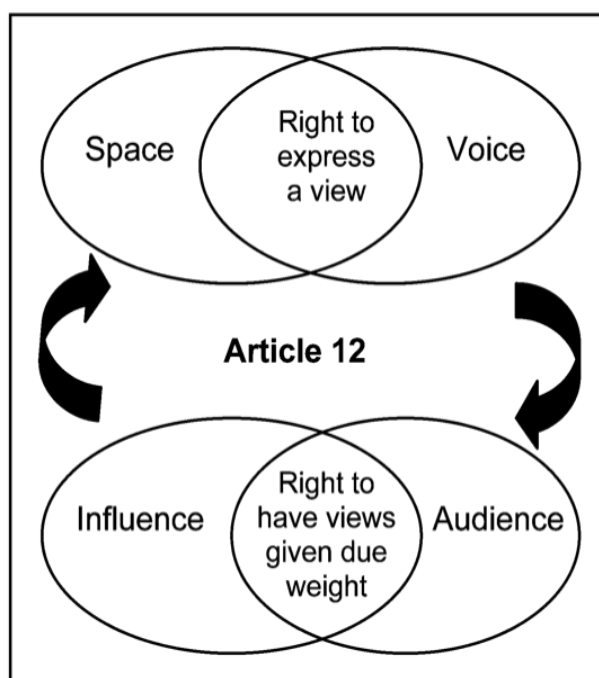 Space
Right to
express
a view
Voice
Article 12
Influence
Right to
have views
given due
weight
Audience